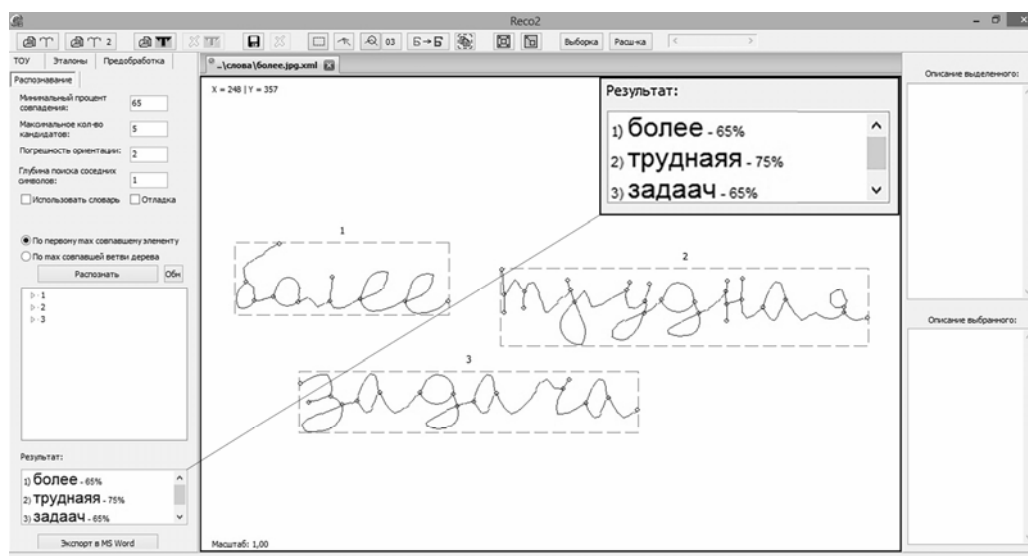 Reco2
2
03
Б→Б
Выборка
Расш-ка
ТОУ
Эталоны
Предобработка
Распознавание
..\слова\более.jpg.xml
Минимальный процент
совпадения:
65
Максимальное кол-во
кандидатов:
5
Погрешность ориентации:
2
Глубина поиска соседних
символов:
1
Использовать словарь
Отладка
По первому max совпавшему элементу
По max совпавшей ветви дерева
Распознать
Обн
1
2
3
Результат:
1) более - 65%
2) труднаяя - 75%
3) задаач - 65%
Экспорт в MS Word
X = 248 | Y = 357
Результат:
1) более - 65%
2) труднаяя - 75%
3) задаач - 65%
1
более
2
трудная
3
задача
Масштаб: 1,00
Описание выделенного:
Описание выбранного: